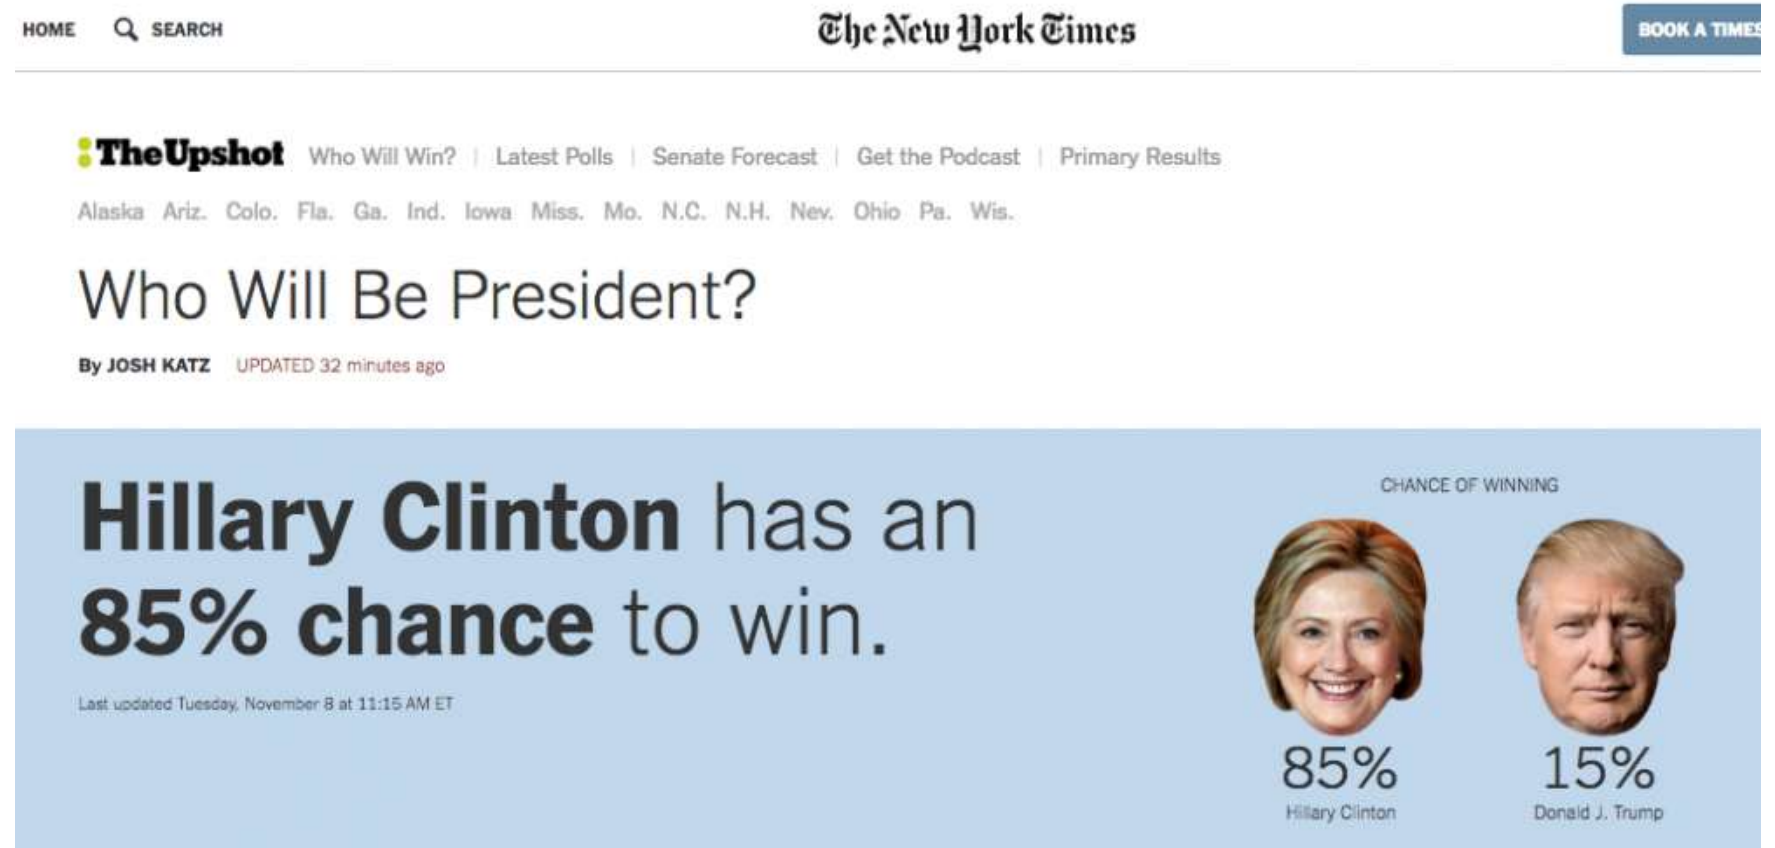 HOME SEARCH The New York Times BOOK A TIMES
TheUpshot Who Will Win? | Latest Polls | Senate Forecast | Get the Podcast | Primary Results
Alaska Ariz. Colo. Fla. Ga. Ind. Iowa Miss. Mo. N.C. N.H. Nev. Ohio Pa. Wis.
Who Will Be President?
By JOSH KATZ UPDATED 32 minutes ago
Hillary Clinton has an
85% chance to win.
Last updated Tuesday, November 8 at 11:15 AM ET
CHANCE OF WINNING
85% 15%
Hillary Clinton Donald J. Trump